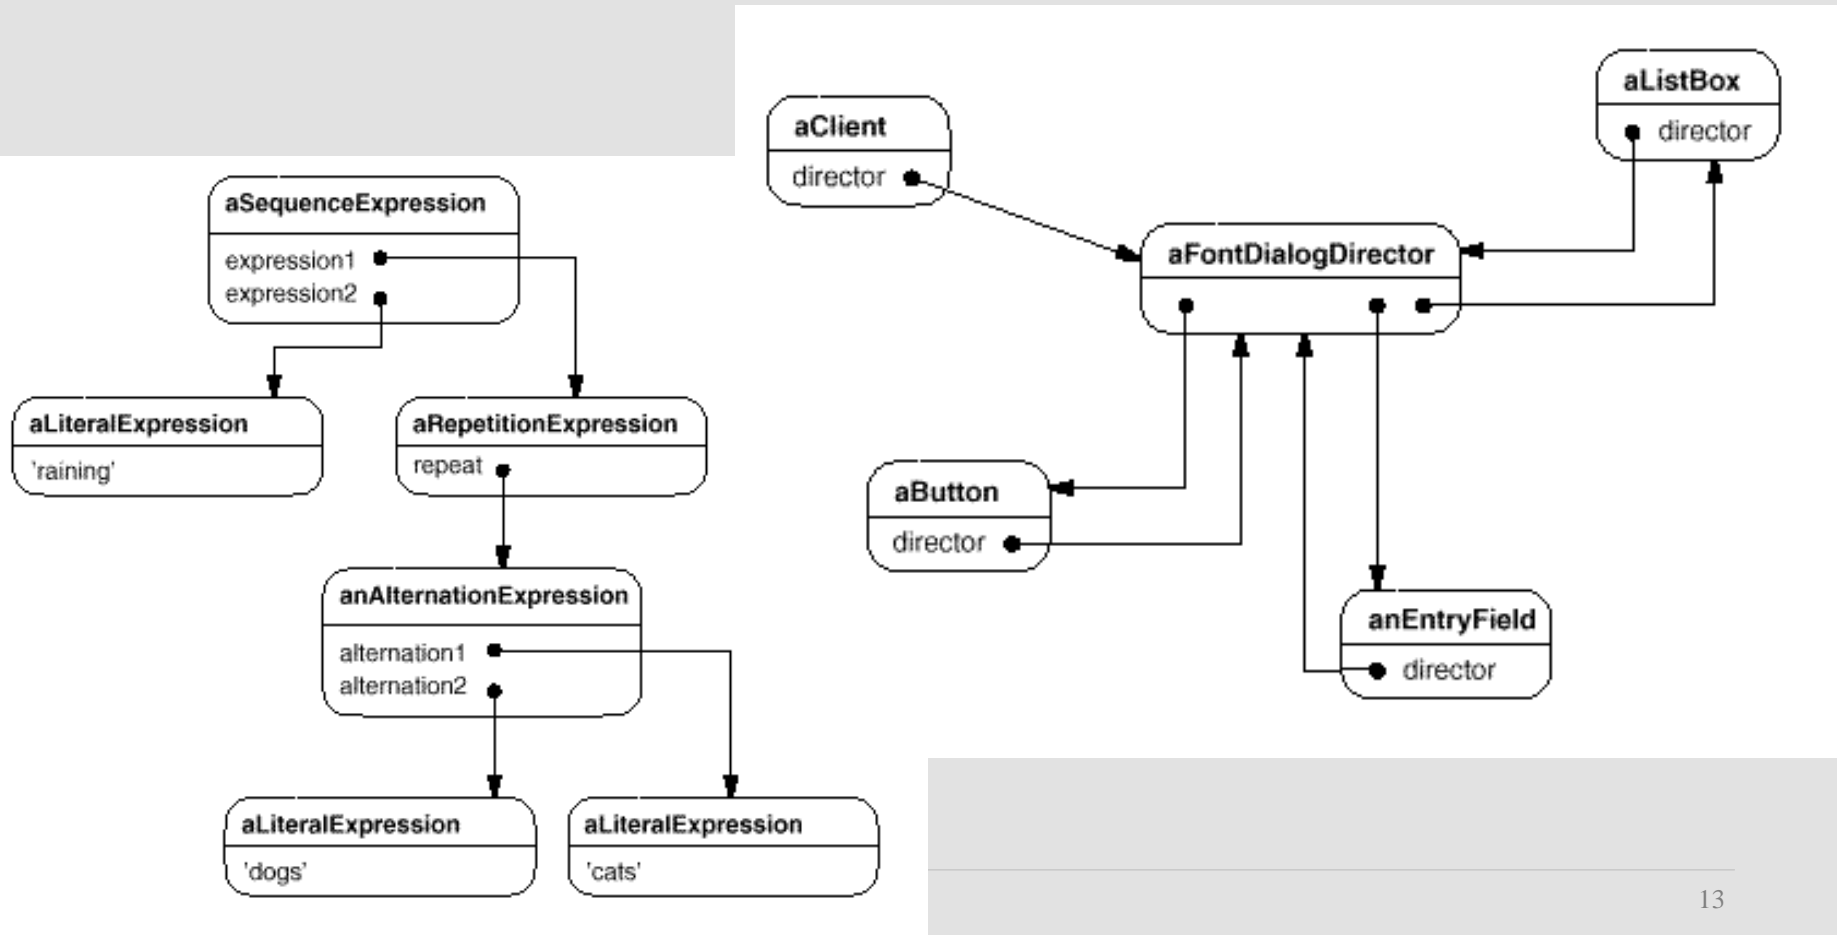 aSequenceExpression
expression1
expression2
aLiteralExpression
'raining'
aRepetitionExpression
repeat
anAlternationExpression
alternation1
alternation2
aLiteralExpression
'dogs'
aLiteralExpression
'cats'
aClient
director
aListBox
director
aFontDialogDirector
aButton
director
anEntryField
director
13